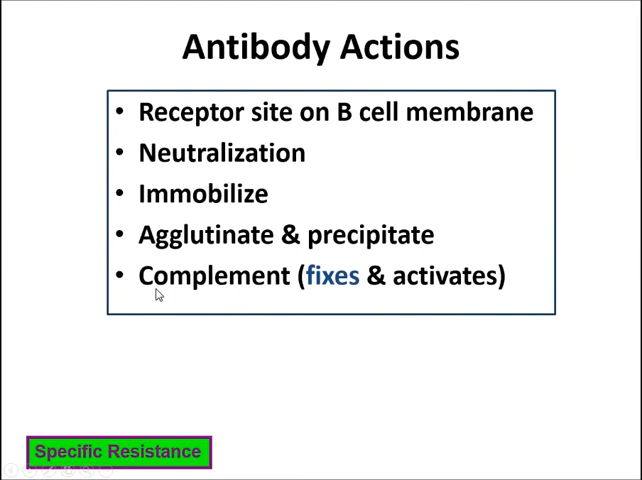 Antibody Actions
• Receptor site on B cell membrane
• Neutralization
• Immobilize
• Agglutinate & precipitate
• Complement (fixes & activates)
Specific Resistance